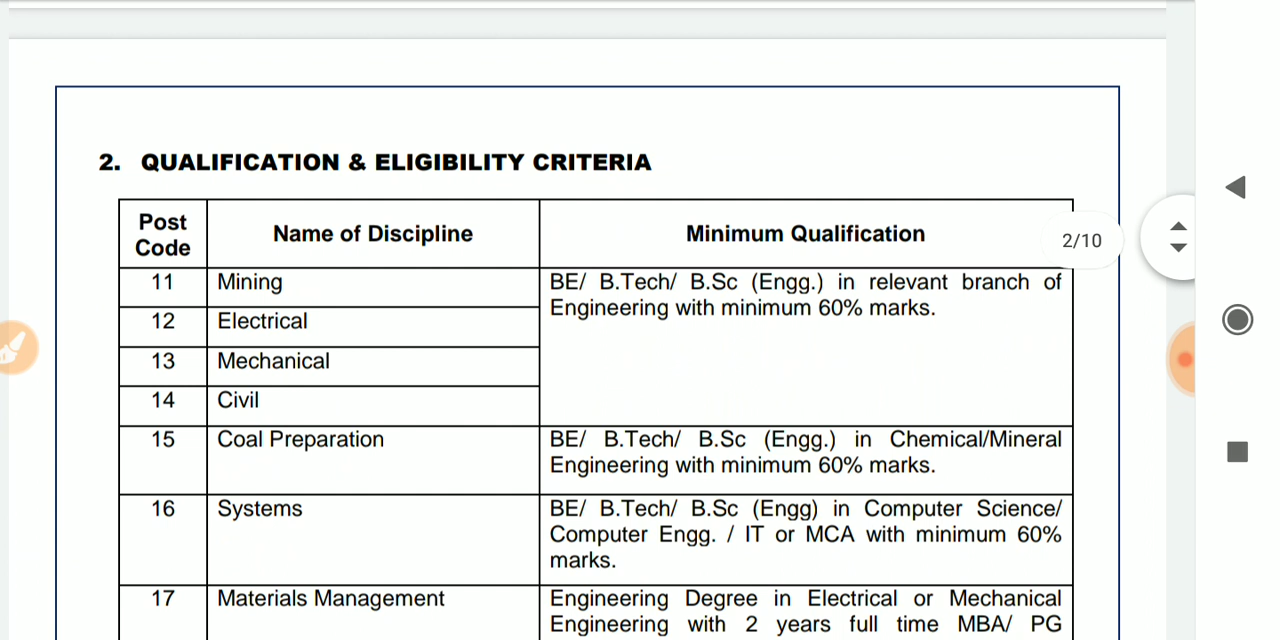 2. QUALIFICATION & ELIGIBILITY CRITERIA
Post
Code
Name of Discipline
Minimum Qualification
2/10
11
Mining
BE/ B.Tech/ B.Sc (Engg.) in relevant branch of
Engineering with minimum 60% marks.
12
Electrical
13
Mechanical
14
Civil
15
Coal Preparation
BE/ B.Tech/ B.Sc (Engg.) in Chemical/Mineral
Engineering with minimum 60% marks.
16
Systems
BE/ B.Tech/ B.Sc (Engg) in Computer Science/
Computer Engg. / IT or MCA with minimum 60%
marks.
17
Materials Management
Engineering Degree in Electrical or Mechanical
Engineering with 2 years full time MBA/ PG